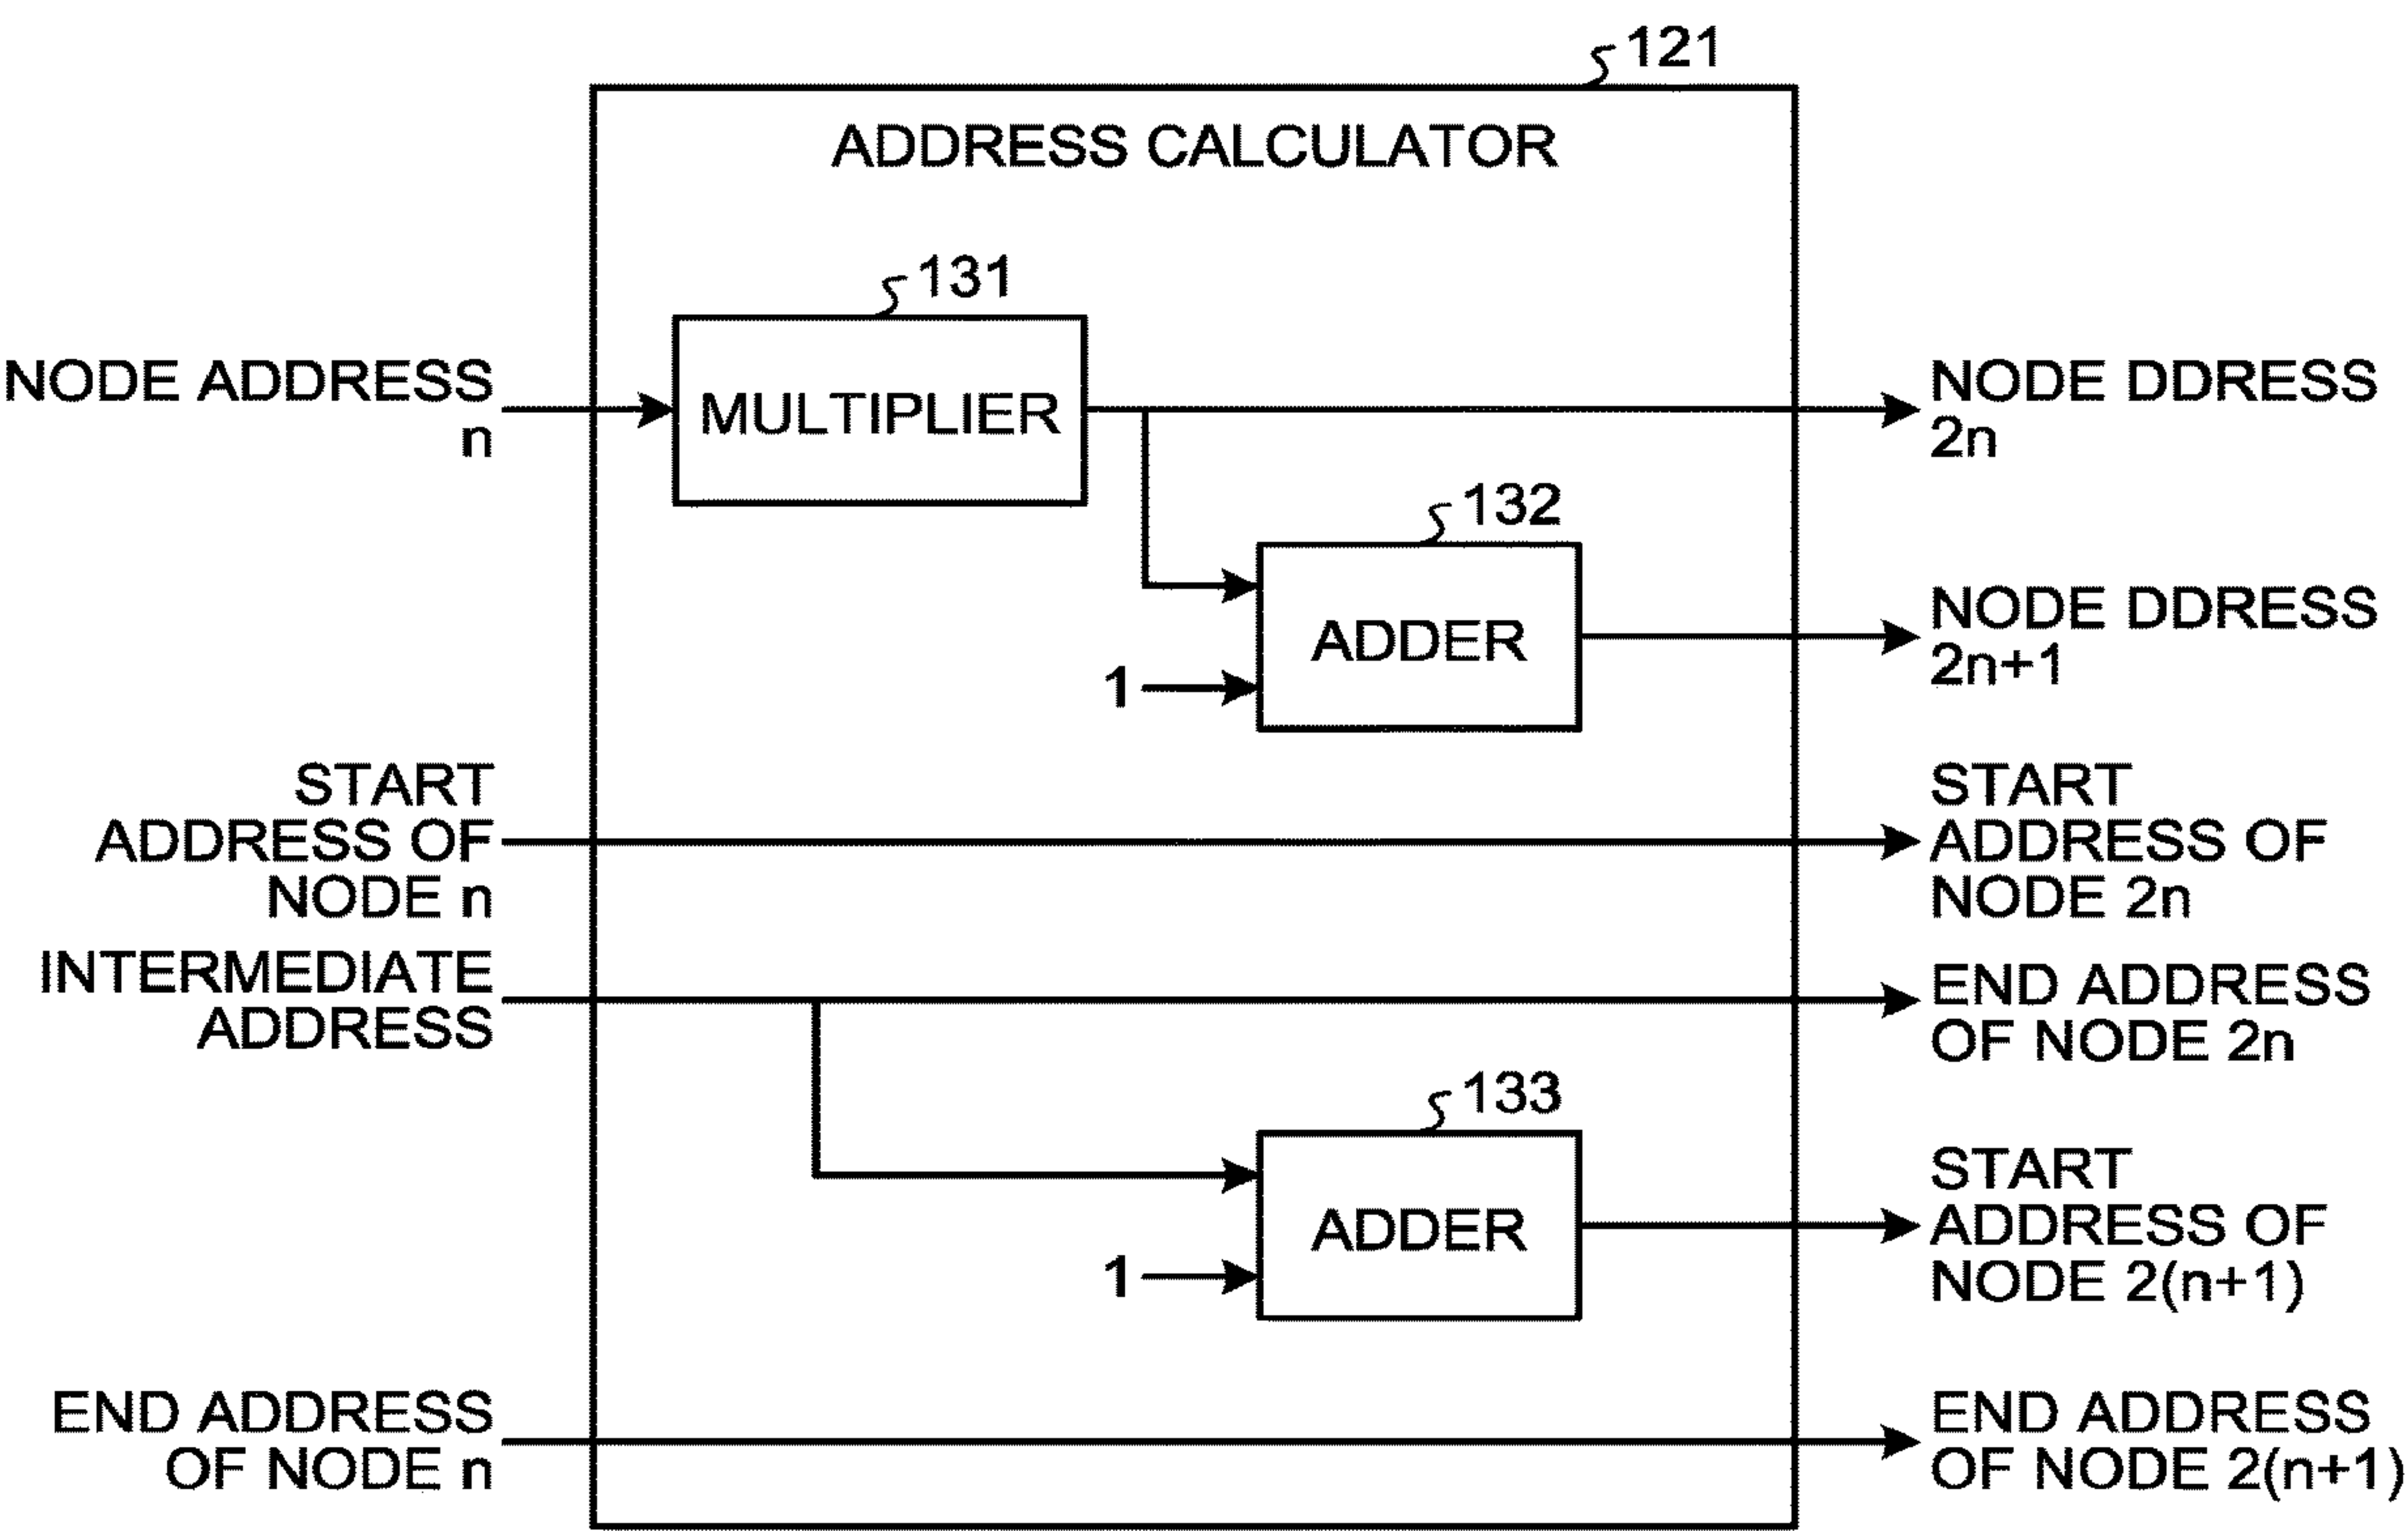 121
ADDRESS CALCULATOR
131
NODE ADDRESS
n
MULTIPLIER
NODE DDRESS
2n
132
ADDER
1
NODE DDRESS
2n+1
START
ADDRESS OF
NODE n
START
ADDRESS OF
NODE 2n
INTERMEDIATE
ADDRESS
END ADDRESS
OF NODE 2n
133
ADDER
1
START
ADDRESS OF
NODE 2(n+1)
END ADDRESS
OF NODE n
END ADDRESS
OF NODE 2(n+1)